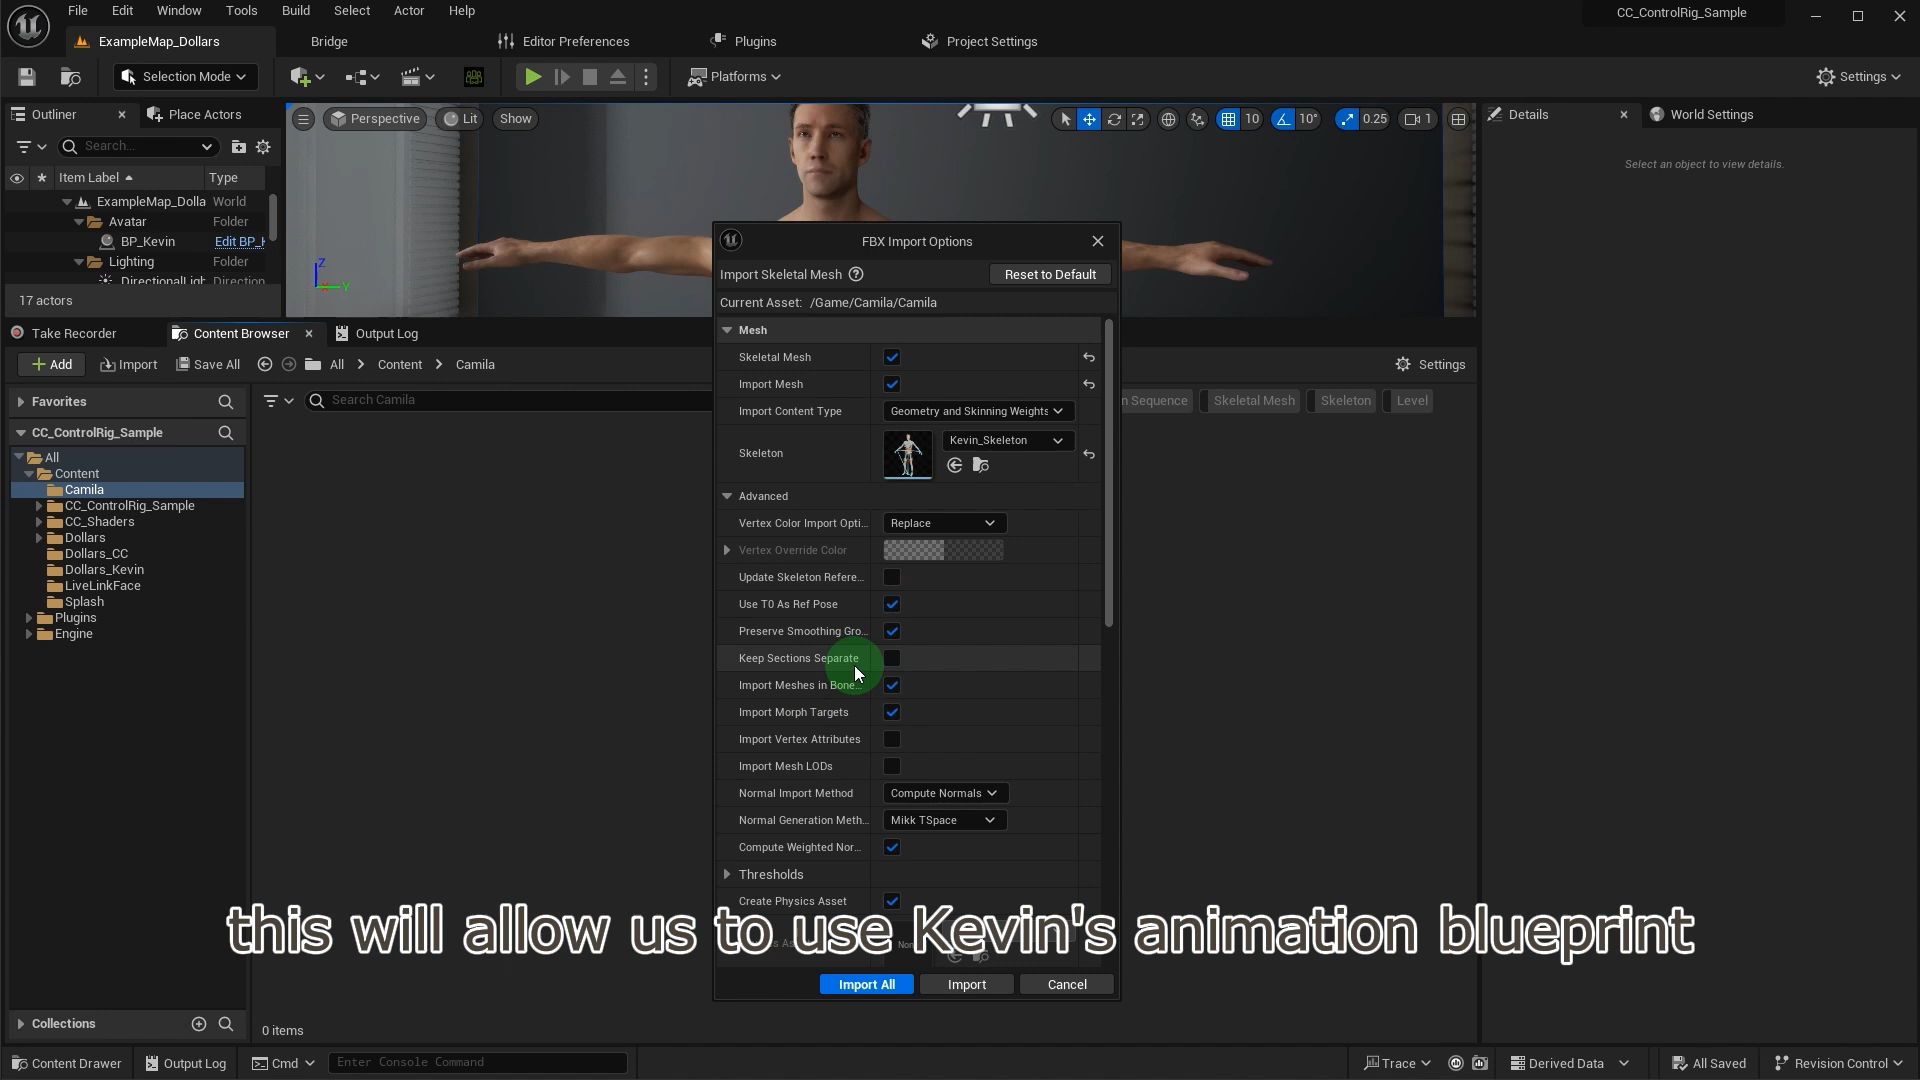 File Edit Window Tools Build Select Actor Help
CC_ControlRig_Sample
ExampleMap_Dollars
Bridge
Editor Preferences
Plugins
Project Settings
Selection Mode
Platforms
Settings
Outliner
Place Actors
Perspective
Lit
Show
10
10°
0.25
1
Details
World Settings
Search...
Select an object to view details.
Item Label
Type
ExampleMap_Dolla World
Avatar Folder
BP_Kevin Edit BP_
Lighting Folder
DirectionalLigh Direction
17 actors
Z
Y
FBX Import Options
Import Skeletal Mesh
Reset to Default
Current Asset: /Game/Camila/Camila
Take Recorder
Content Browser
Output Log
Add
Import
Save All
All
Content
Camila
Settings
Favorites
Search Camila
n Sequence
Skeletal Mesh
Skeleton
Level
CC_ControlRig_Sample
All
Content
Camila
CC_ControlRig_Sample
CC_Shaders
Dollars
Dollars_CC
Dollars_Kevin
LiveLinkFace
Splash
Plugins
Engine
Mesh
Skeletal Mesh
Import Mesh
Import Content Type Geometry and Skinning Weights
Skeleton Kevin_Skeleton
Advanced
Vertex Color Import Opti... Replace
Vertex Override Color
Update Skeleton Refere...
Use T0 As Ref Pose
Preserve Smoothing Gro...
Keep Sections Separate
Import Meshes in Bone...
Import Morph Targets
Import Vertex Attributes
Import Mesh LODs
Normal Import Method Compute Normals
Normal Generation Meth... Mikk TSpace
Compute Weighted Nor...
Thresholds
Create Physics Asset
this will allow us to use Kevin's animation blueprint
Import All
Import
Cancel
Collections
0 items
Content Drawer
Output Log
Cmd
Enter Console Command
Trace
Derived Data
All Saved
Revision Control